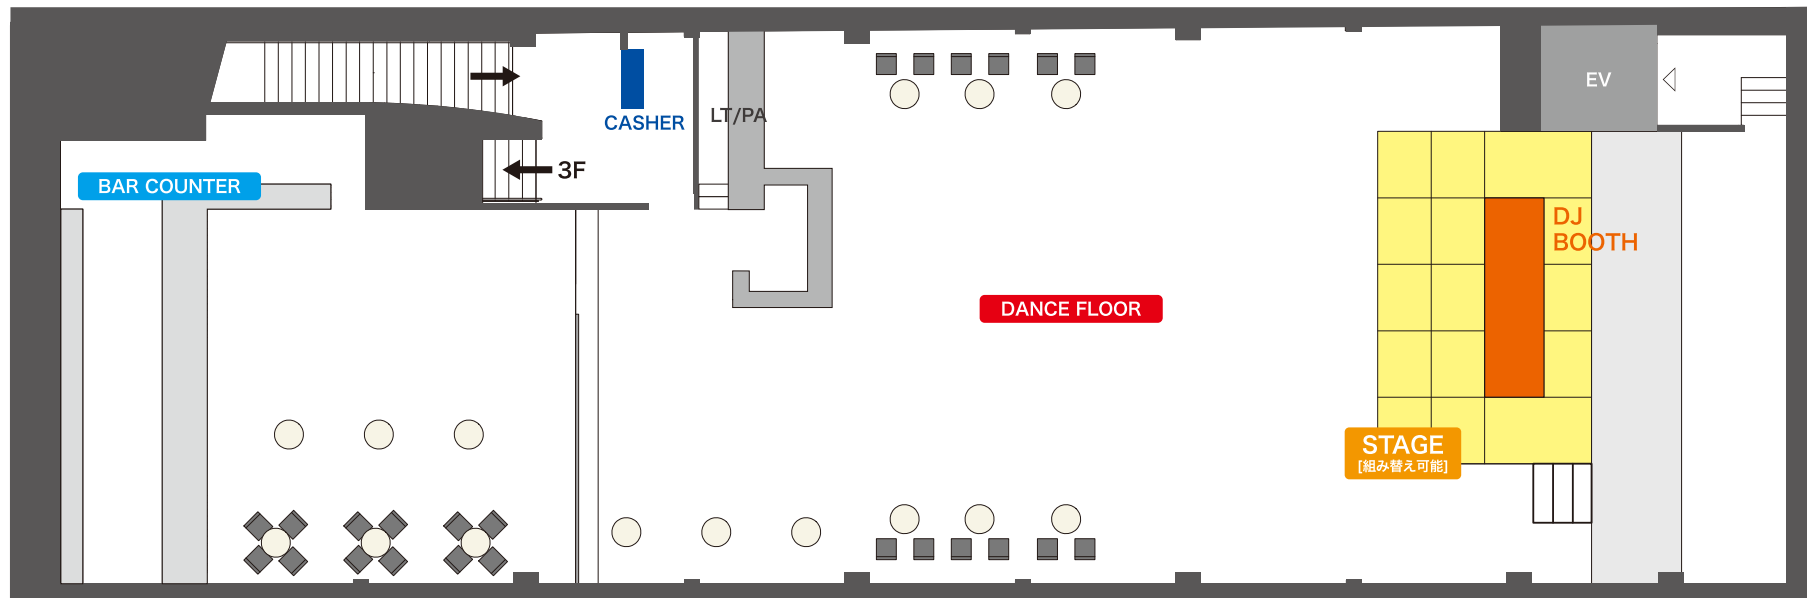 EV
CASHER
LT/PA
3F
BAR COUNTER
DJ
BOOTH
DANCE FLOOR
STAGE
[組み替え可能]